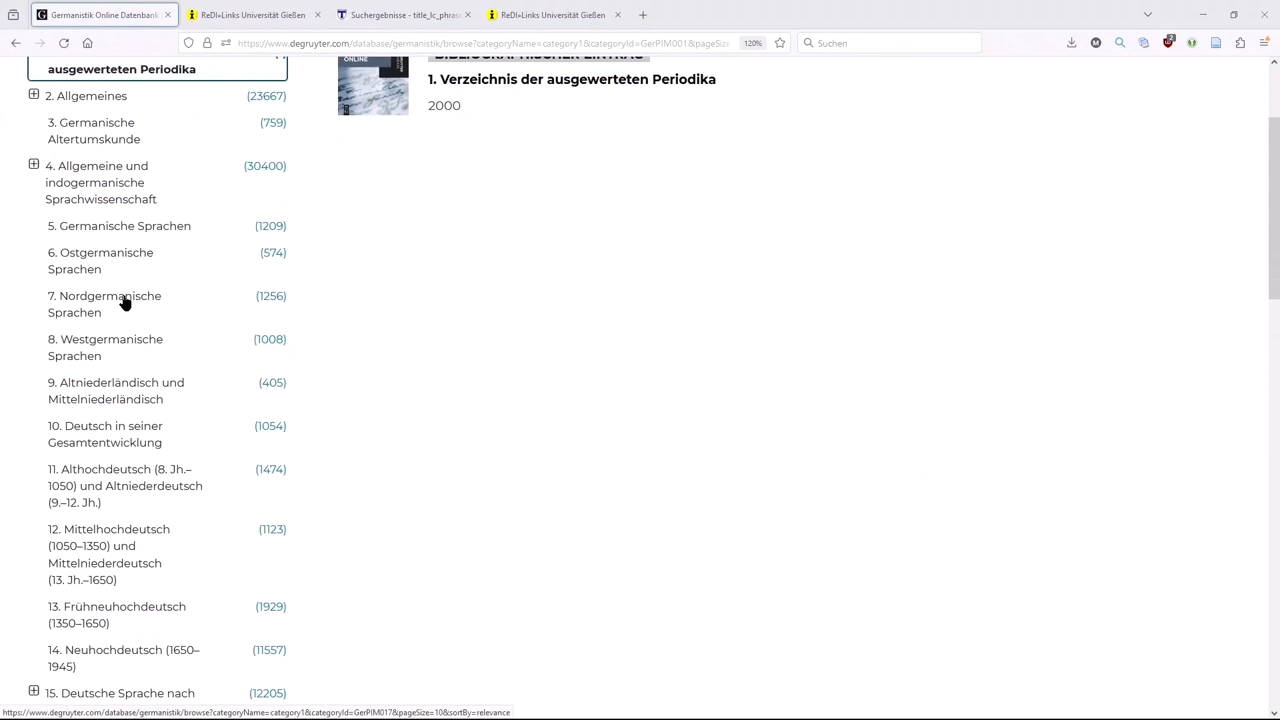 Germanistik Online Datenbank
ReDI»Links Universität Gießen
Suchergebnisse - title_lc_phras
ReDI»Links Universität Gießen
https://www.degruyter.com/database/germanistik/browse?categoryName=category1&categoryId=GerPIM001&pageSiz
120%
Suchen
ausgewerteten Periodika
2. Allgemeines (23667)
3. Germanische (759)
Altertumskunde
4. Allgemeine und (30400)
indogermanische
Sprachwissenschaft
5. Germanische Sprachen (1209)
6. Ostgermanische (574)
Sprachen
7. Nordgermanische (1256)
Sprachen
8. Westgermanische (1008)
Sprachen
9. Altniederländisch und (405)
Mittelniederländisch
10. Deutsch in seiner (1054)
Gesamtentwicklung
11. Althochdeutsch (8. Jh.– (1474)
1050) und Altniederdeutsch
(9.–12. Jh.)
12. Mittelhochdeutsch (1123)
(1050–1350) und
Mittelniederdeutsch
(13. Jh.–1650)
13. Frühneuhochdeutsch (1929)
(1350–1650)
14. Neuhochdeutsch (1650– (11557)
1945)
15. Deutsche Sprache nach (12205)
ONLINE
BIBLIOGRAPHISCHER EINTRAG
1. Verzeichnis der ausgewerteten Periodika
2000
https://www.degruyter.com/database/germanistik/browse?categoryName=category1&categoryId=GerPIM017&pageSize=10&sortBy=relevance